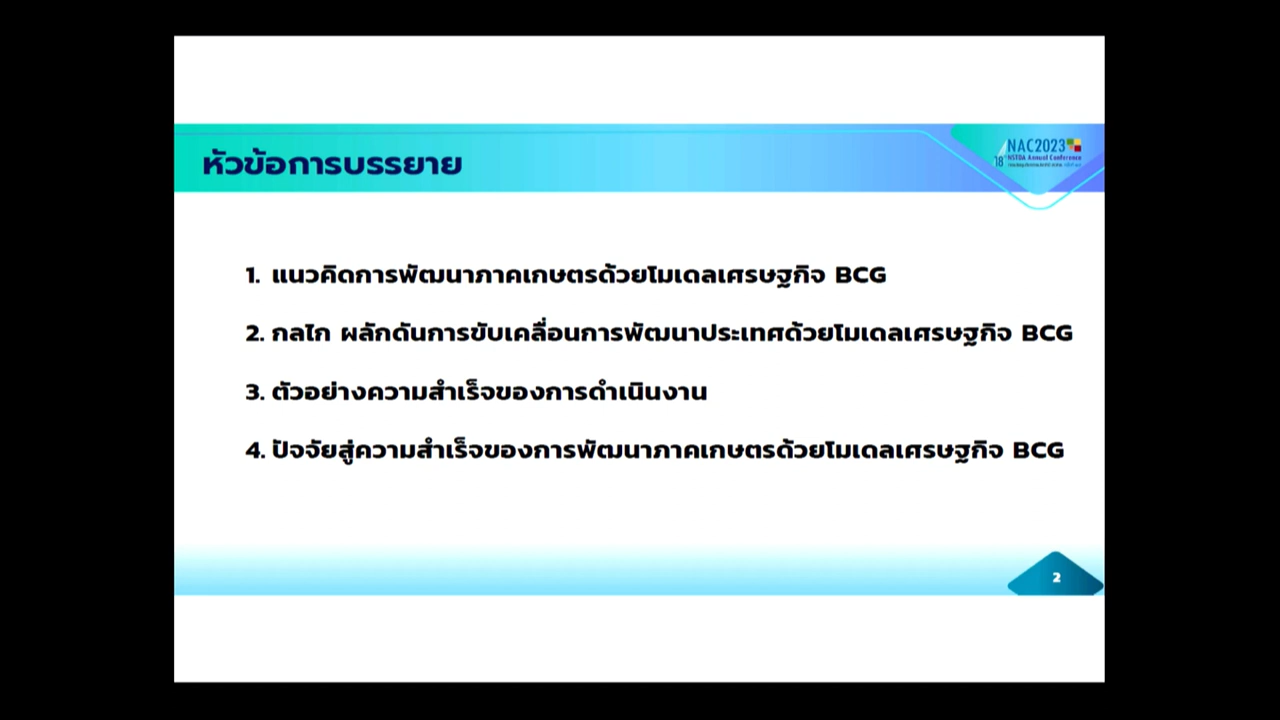 หัวข้อการบรรยาย
NAC2023
18
NSTDA Annual Conference
1. แนวคิดการพัฒนาภาคเกษตรด้วยโมเดลเศรษฐกิจ BCG
2. กลไก ผลักดันการขับเคลื่อนการพัฒนาประเทศด้วยโมเดลเศรษฐกิจ BCG
3. ตัวอย่างความสำเร็จของการดำเนินงาน
4. ปัจจัยสู่ความสำเร็จของการพัฒนาภาคเกษตรด้วยโมเดลเศรษฐกิจ BCG
2